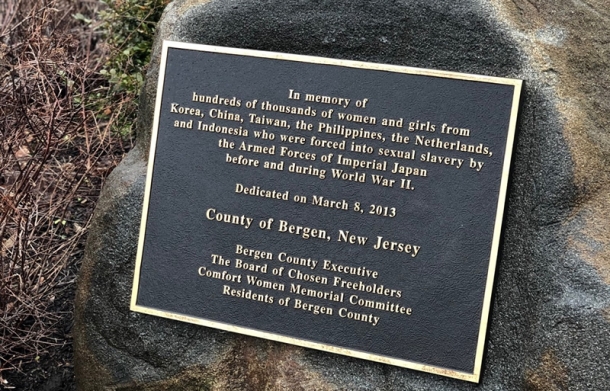 In memory of
hundreds of thousands of women and girls from
Korea, China, Taiwan, the Philippines, the Netherlands,
and Indonesia who were forced into sexual slavery by
the Armed Forces of Imperial Japan
before and during World War II.
Dedicated on March 8, 2013
County of Bergen, New Jersey
Bergen County Executive
The Board of Chosen Freeholders
Comfort Women Memorial Committee
Residents of Bergen County